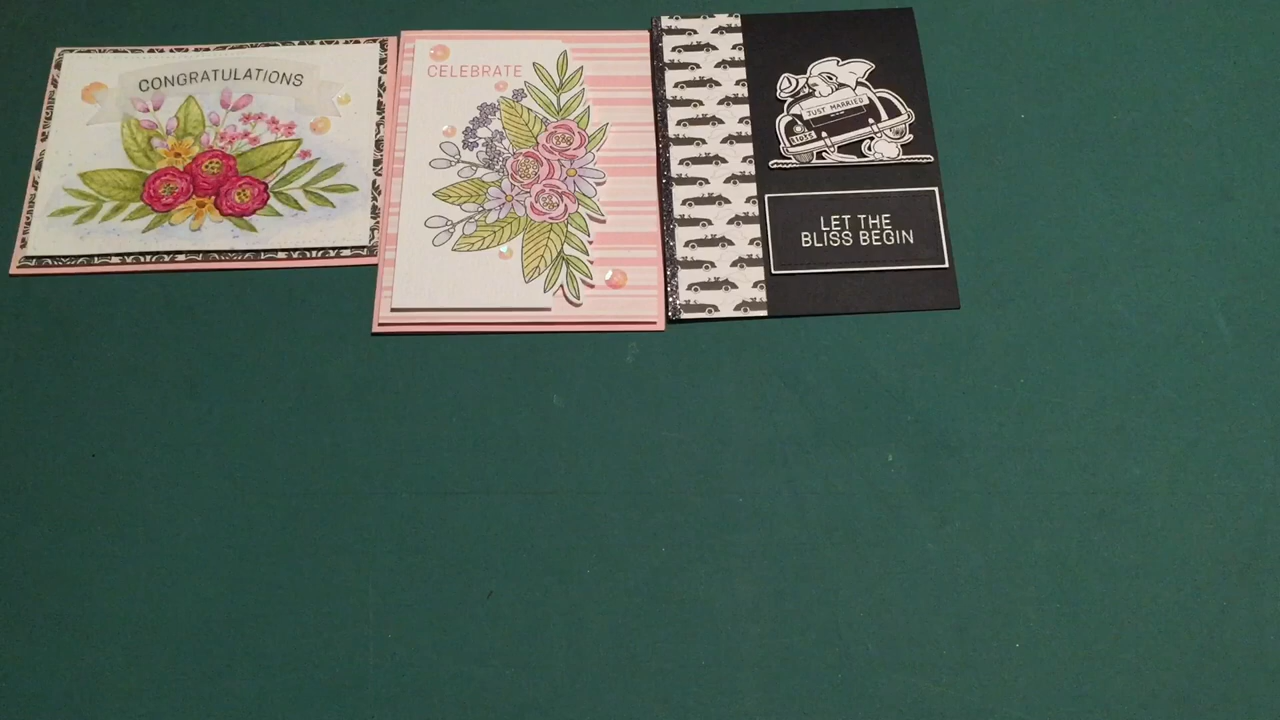 CONGRATULATIONS
CELEBRATE
JUST MARRIED
LET THE
BLISS BEGIN